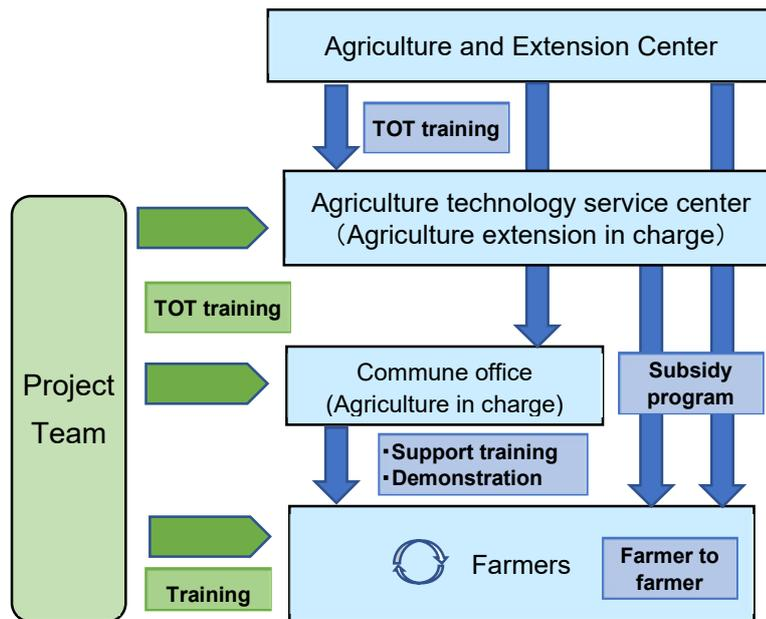 Agriculture and Extension Center
TOT training
Agriculture technology service center
（Agriculture extension in charge）
TOT training
Project
Team
Commune office
(Agriculture in charge)
Subsidy
program
・Support training
・Demonstration
Farmers
Farmer to
farmer
Training